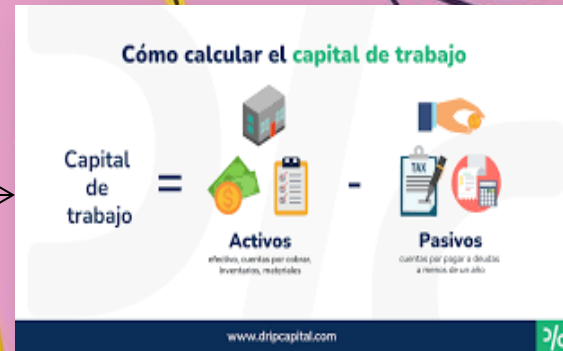 Cómo calcular el capital de trabajo
Capital
de
trabajo
=
-
TAX
Activos
efectivo, cuentas por cobrar,
inventarios, materiales
Pasivos
cuentas por pagar o deudas
a menos de un año
www.dripcapital.com